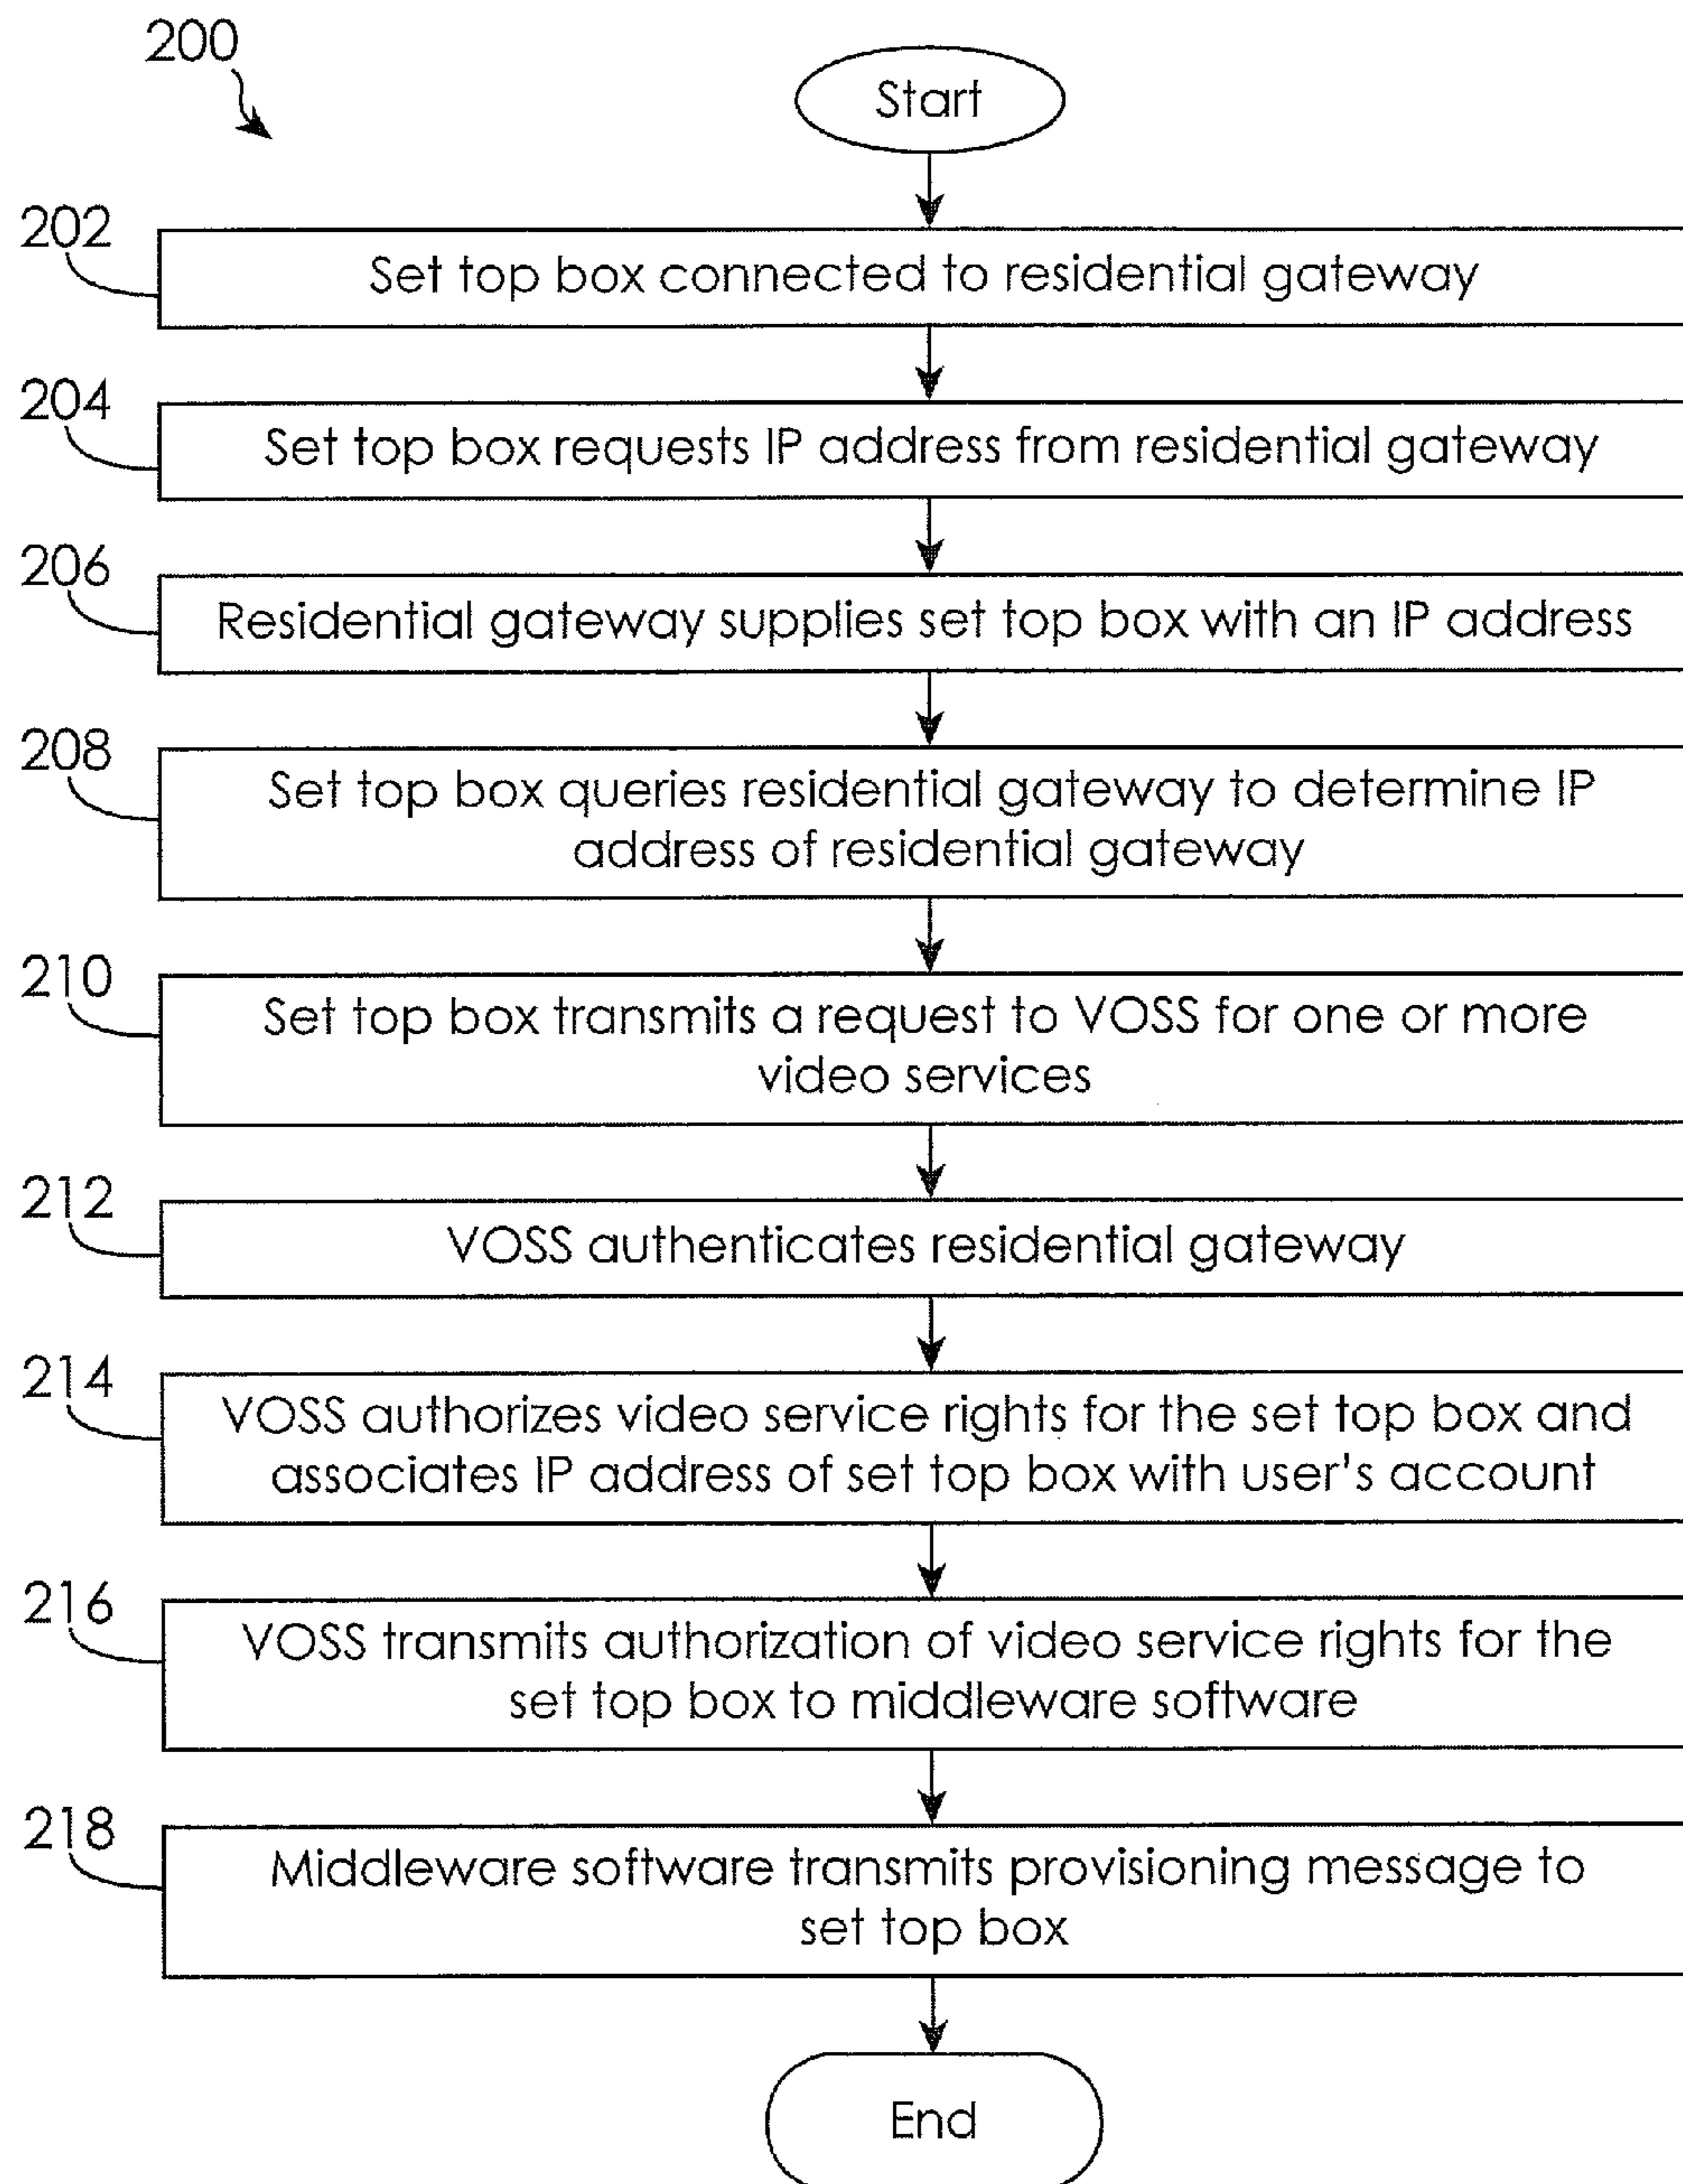 200
Start
202
Set top box connected to residential gateway
204
Set top box requests IP address from residential gateway
206
Residential gateway supplies set top box with an IP address
208
Set top box queries residential gateway to determine IP
address of residential gateway
210
Set top box transmits a request to VOSS for one or more
video services
212
VOSS authenticates residential gateway
214
VOSS authorizes video service rights for the set top box and
associates IP address of set top box with user's account
216
VOSS transmits authorization of video service rights for the
set top box to middleware software
218
Middleware software transmits provisioning message to
set top box
End